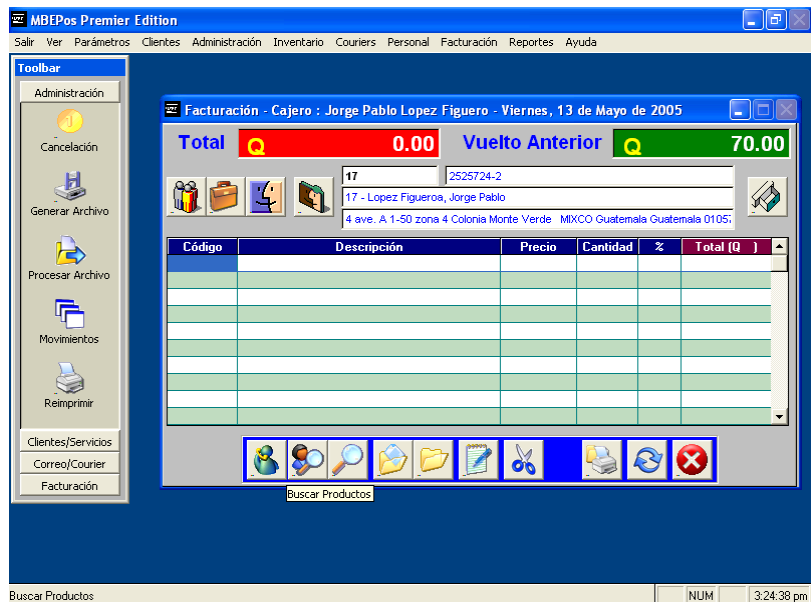 MBEPos Premier Edition
Salir Ver Parámetros Clientes Administración Inventario Couriers Personal Facturación Reportes Ayuda
Toolbar
Administración
Cancelación
Generar Archivo
Procesar Archivo
Movimientos
Reimprimir
Clientes/Servicios
Correo/Courier
Facturación
Facturación - Cajero : Jorge Pablo Lopez Figuero - Viernes, 13 de Mayo de 2005
Total Q 0.00 Vuelto Anterior Q 70.00
17 2525724-2
17 - Lopez Figueroa, Jorge Pablo
4 ave. A 1-50 zona 4 Colonia Monte Verde MIXCO Guatemala Guatemala 0105
Código Descripción Precio Cantidad % Total (Q )
Buscar Productos
Buscar Productos NUM 3:24:38 pm